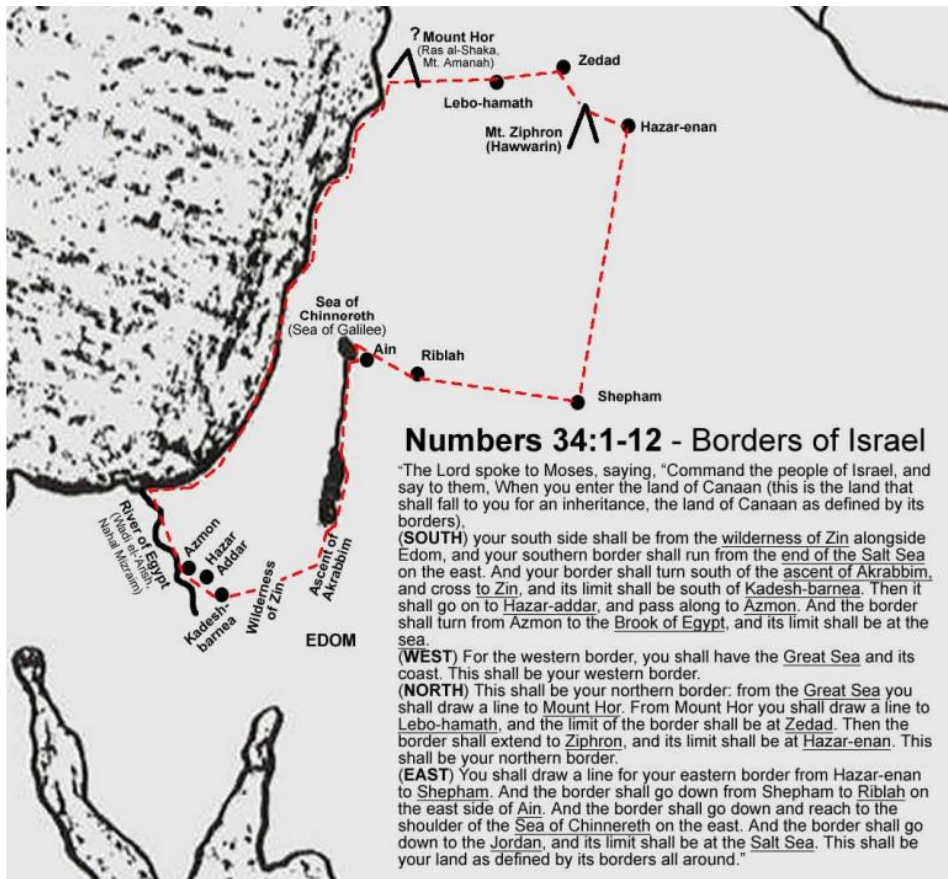 ? Mount Hor
(Ras al-Shaka,
Mt. Amanah)
Zedad
Lebo-hamath
Mt. Ziphron
(Hawwarin)
Hazar-enan
Sea of
Chinnereth
(Sea of Galilee)
Ain
Riblah
Shepham
River of Egypt
(Wadi el-Arish,
Nahal Mizraim)
Azmon
Hazar
Addar
Kadesh-
barnea
Wilderness
of Zin
Ascent of
Akrabbim
EDOM
Numbers 34:1-12 - Borders of Israel
“The Lord spoke to Moses, saying, “Command the people of Israel, and
say to them, When you enter the land of Canaan (this is the land that
shall fall to you for an inheritance, the land of Canaan as defined by its
borders),
(SOUTH) your south side shall be from the wilderness of Zin alongside
Edom, and your southern border shall run from the end of the Salt Sea
on the east. And your border shall turn south of the ascent of Akrabbim,
and cross to Zin, and its limit shall be south of Kadesh-barnea. Then it
shall go on to Hazar-addar, and pass along to Azmon. And the border
shall turn from Azmon to the Brook of Egypt, and its limit shall be at the
sea.
(WEST) For the western border, you shall have the Great Sea and its
coast. This shall be your western border.
(NORTH) This shall be your northern border: from the Great Sea you
shall draw a line to Mount Hor. From Mount Hor you shall draw a line to
Lebo-hamath, and the limit of the border shall be at Zedad. Then the
border shall extend to Ziphron, and its limit shall be at Hazar-enan. This
shall be your northern border.
(EAST) You shall draw a line for your eastern border from Hazar-enan
to Shepham. And the border shall go down from Shepham to Riblah on
the east side of Ain. And the border shall go down and reach to the
shoulder of the Sea of Chinnereth on the east. And the border shall go
down to the Jordan, and its limit shall be at the Salt Sea. This shall be
your land as defined by its borders all around.”